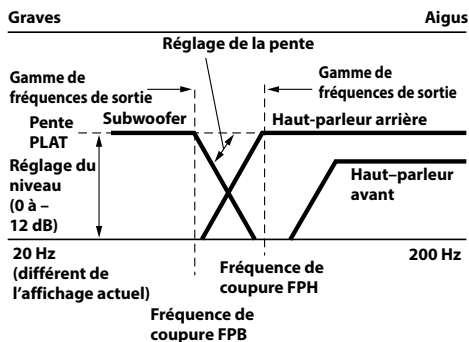 Graves
Aigus
Réglage de la pente
Gamme de
fréquences de sortie
Gamme de
fréquences de sortie
Pente
PLAT
Subwoofer
Haut-parleur arrière
Réglage du
niveau
(0 à –
12 dB)
Haut–parleur
avant
20 Hz
(différent de
l'affichage actuel)
200 Hz
Fréquence de
coupure FPH
Fréquence de
coupure FPB